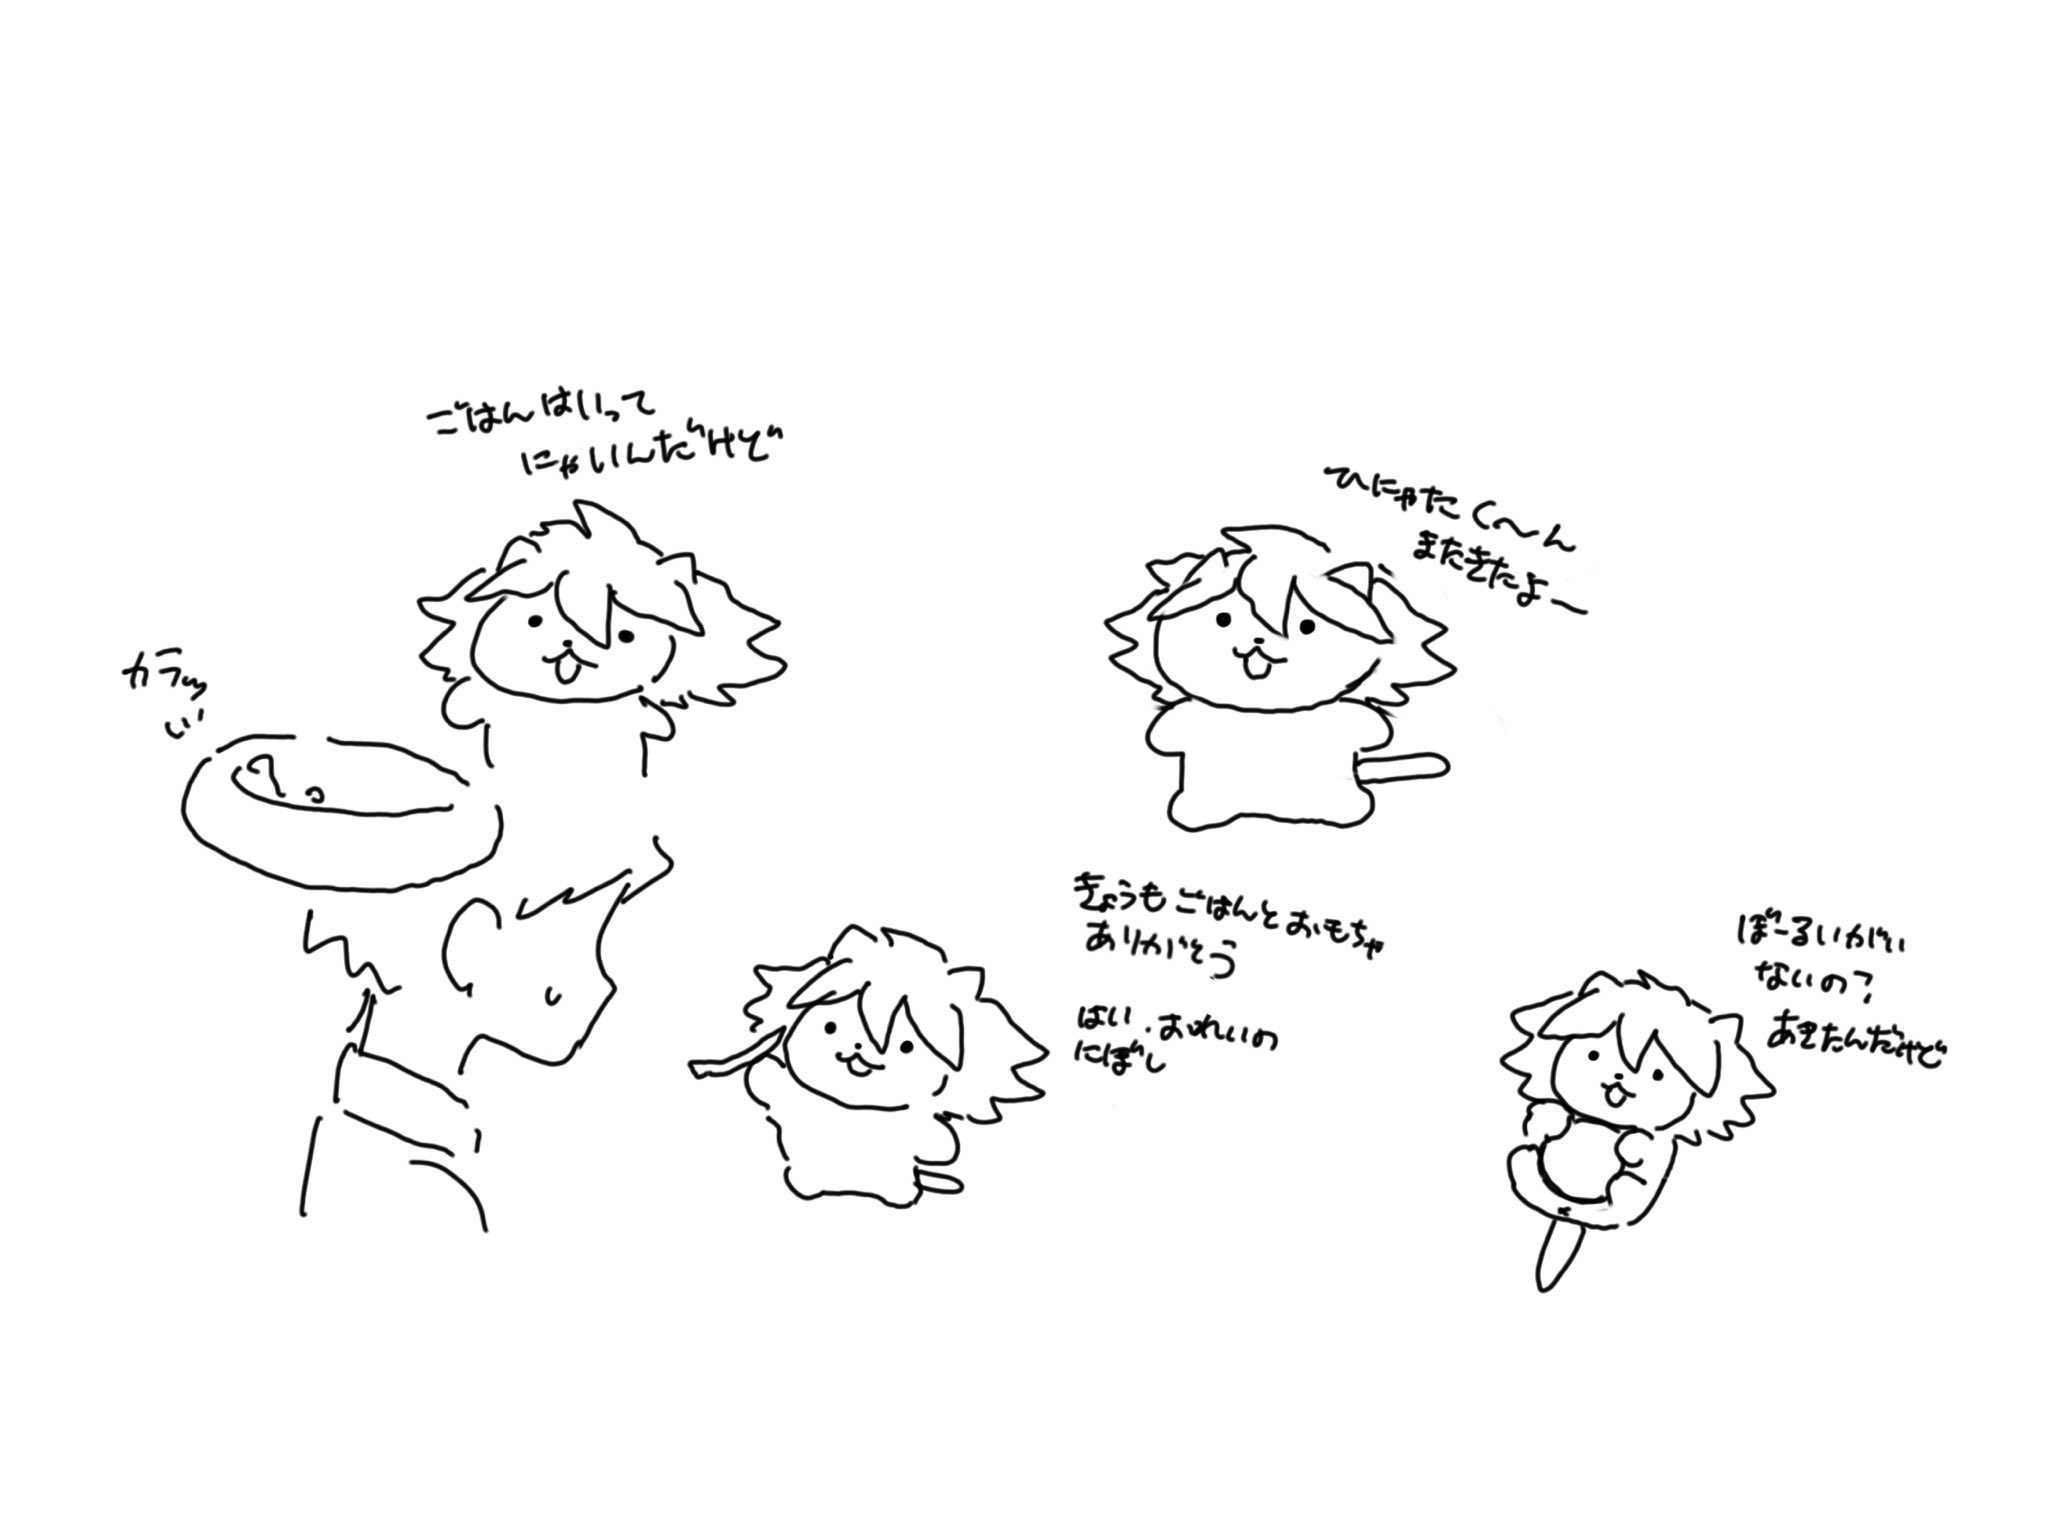 ひにゃたく〜ん
またきたよー
ごはんはいって
にゃいんだけど
カラッ
きょうもごはんとおもちゃ
ありがとう
はい、おれいの
にぼし
ぼーるいがい
ないの?
あきたんだけど